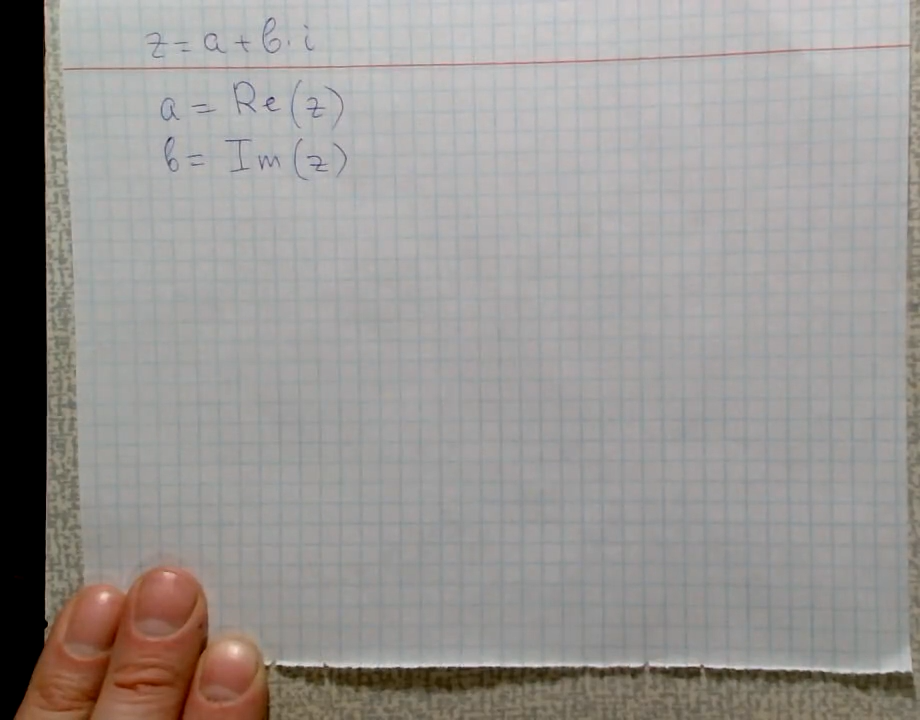 z = a + b · i
a = Re(z)
b = Im(z)